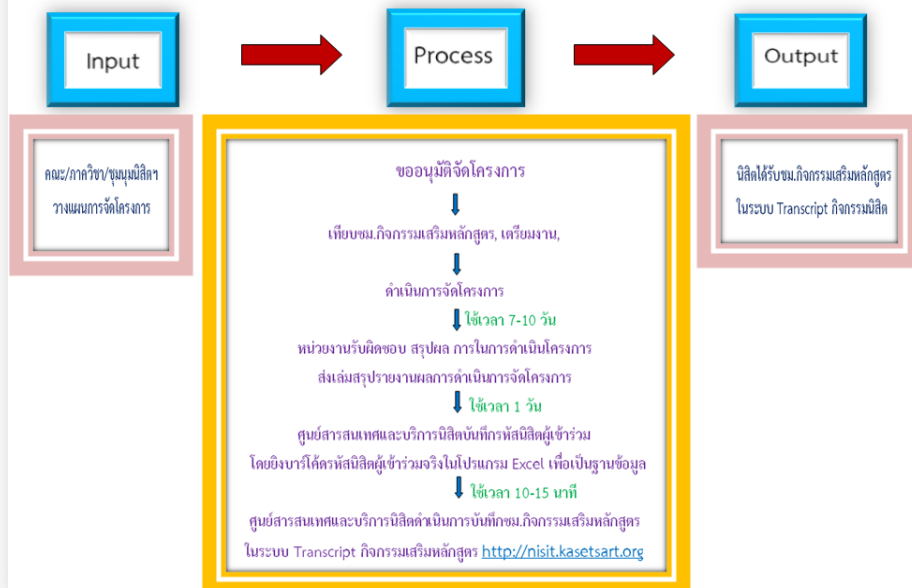 Input
Process
Output
คณะ/ภาควิชา/ชุมนุมนิสิตฯ
วางแผนการจัดโครงการ
ขออนุมัติจัดโครงการ
เทียบชม.กิจกรรมเสริมหลักสูตร, เตรียมงาน,
ดำเนินการจัดโครงการ
ใช้เวลา 7-10 วัน
หน่วยงานรับผิดชอบ สรุปผล การในการดำเนินโครงการ
ส่งเล่มสรุปรายงานผลการดำเนินการจัดโครงการ
ใช้เวลา 1 วัน
ศูนย์สารสนเทศและบริการนิสิตบันทึกรหัสนิสิตผู้เข้าร่วม
โดยยิงบาร์โค้ดรหัสนิสิตผู้เข้าร่วมจริงในโปรแกรม Excel เพื่อเป็นฐานข้อมูล
ใช้เวลา 10-15 นาที
ศูนย์สารสนเทศและบริการนิสิตดำเนินการบันทึกชม.กิจกรรมเสริมหลักสูตร
ในระบบ Transcript กิจกรรมเสริมหลักสูตร http://nisit.kasetsart.org
นิสิตได้รับชม.กิจกรรมเสริมหลักสูตร
ในระบบ Transcript กิจกรรมนิสิต